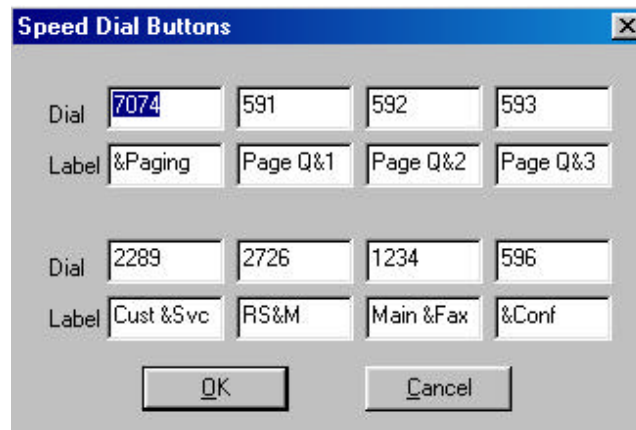 Speed Dial Buttons
Dial 7074 591 592 593
Label &Paging Page Q&1 Page Q&2 Page Q&3
Dial 2289 2726 1234 596
Label Cust &Svc RS&M Main &Fax &Conf
OK Cancel